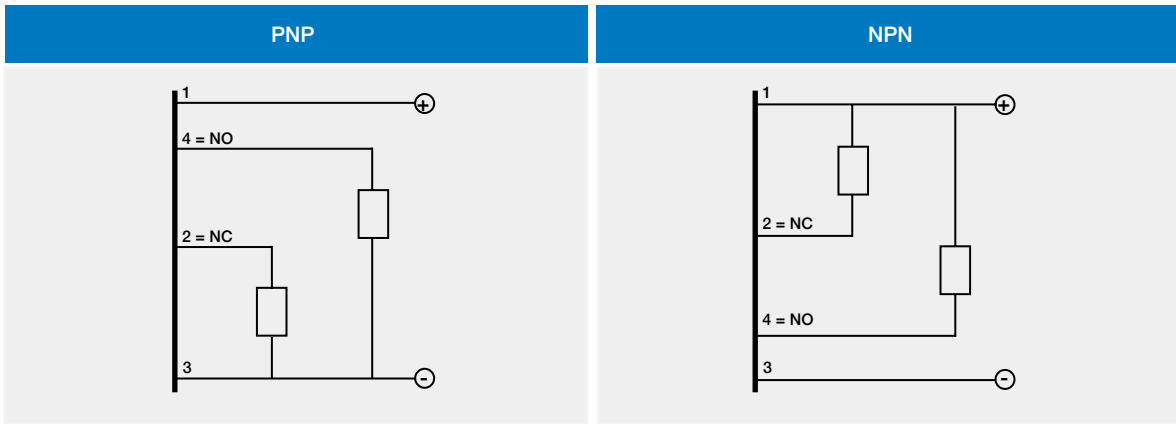 PNP
1
+
4 = NO
2 = NC
3
-
NPN
1
+
2 = NC
4 = NO
3
-